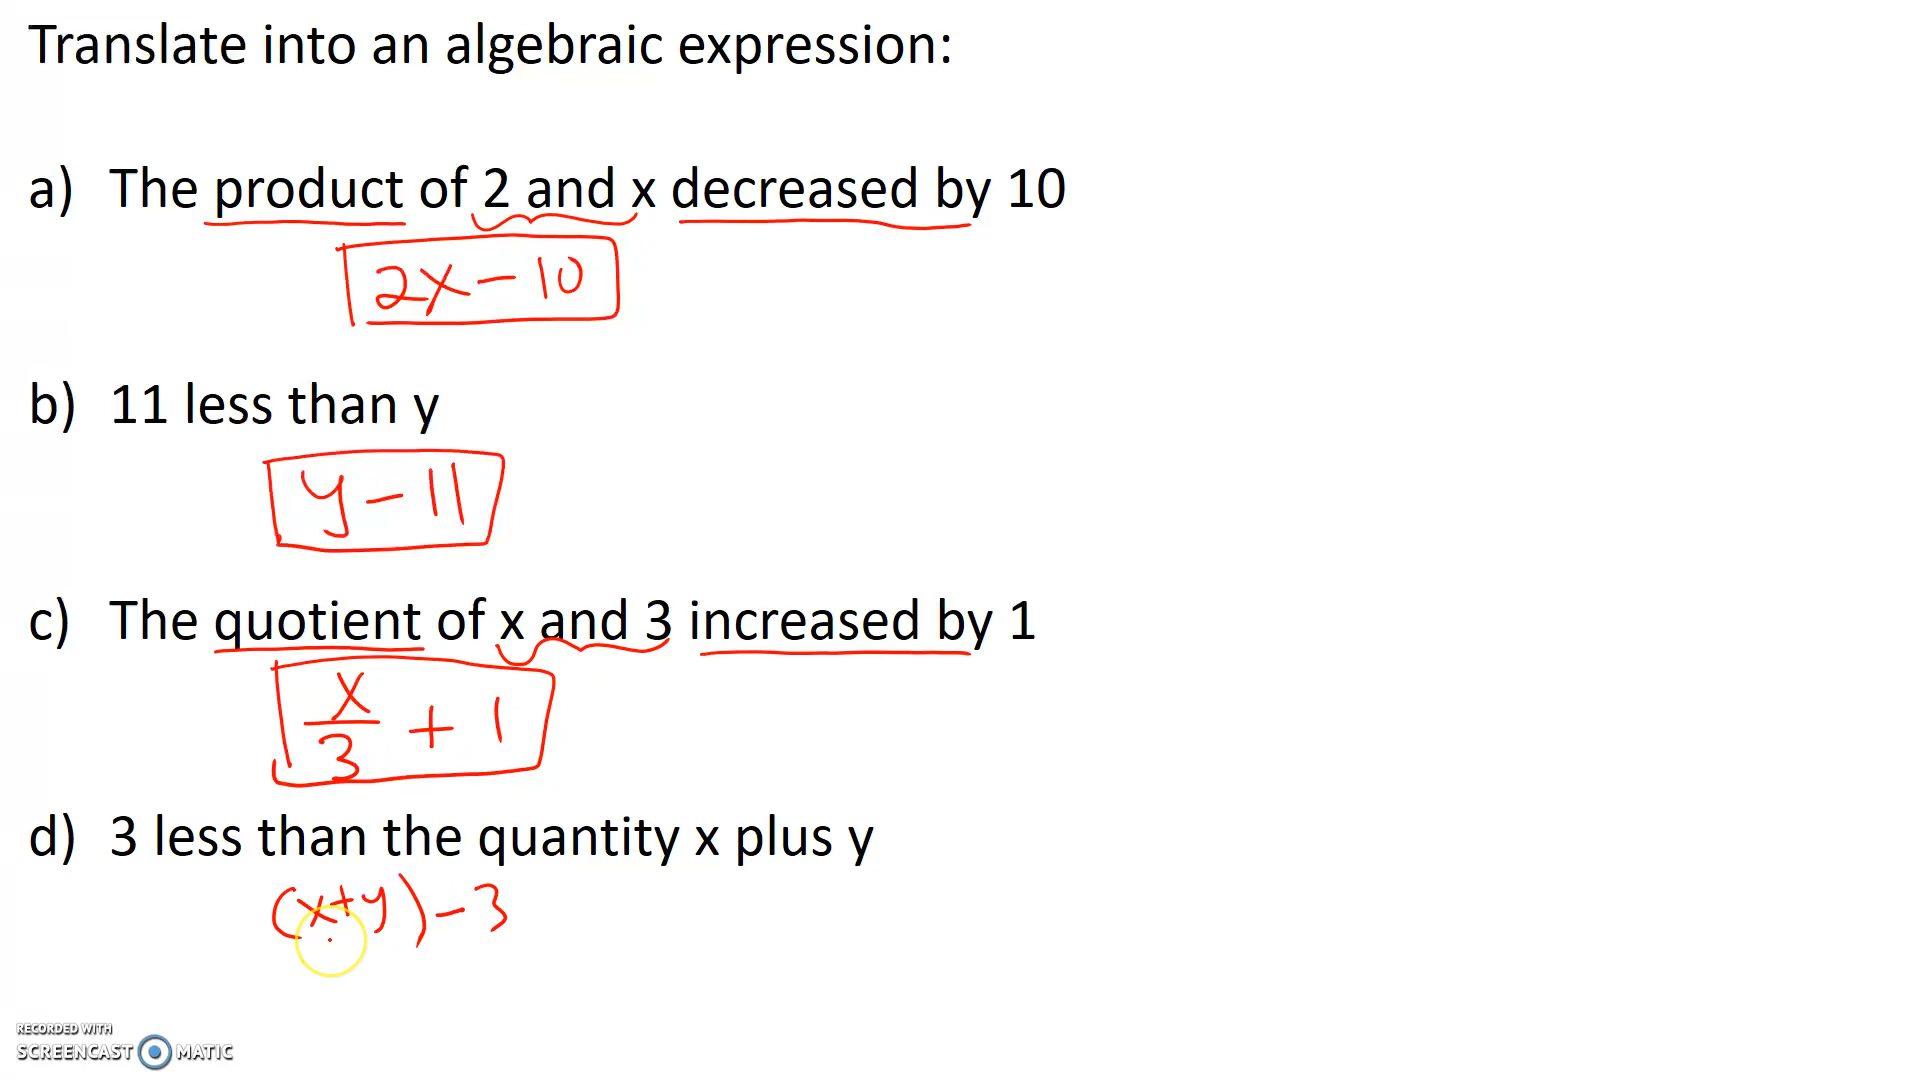 Translate into an algebraic expression:
a) The product of 2 and x decreased by 10
2x - 10
b) 11 less than y
y - 11
c) The quotient of x and 3 increased by 1
x/3 + 1
d) 3 less than the quantity x plus y
(x+y) - 3
RECORDED WITH
SCREENCAST MATIC